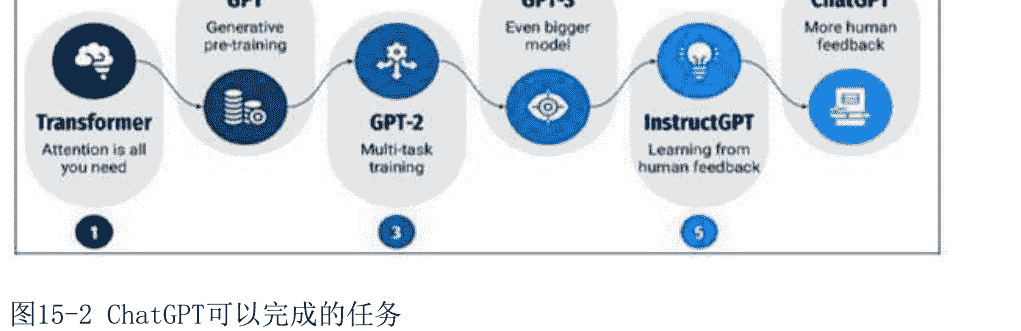 GPT
Generative
pre-training
GPT-3
Even bigger
model
ChatGPT
More human
feedback
Transformer
Attention is all
you need
GPT-2
Multi-task
training
InstructGPT
Learning from
human feedback
1
3
5
图15-2 ChatGPT可以完成的任务